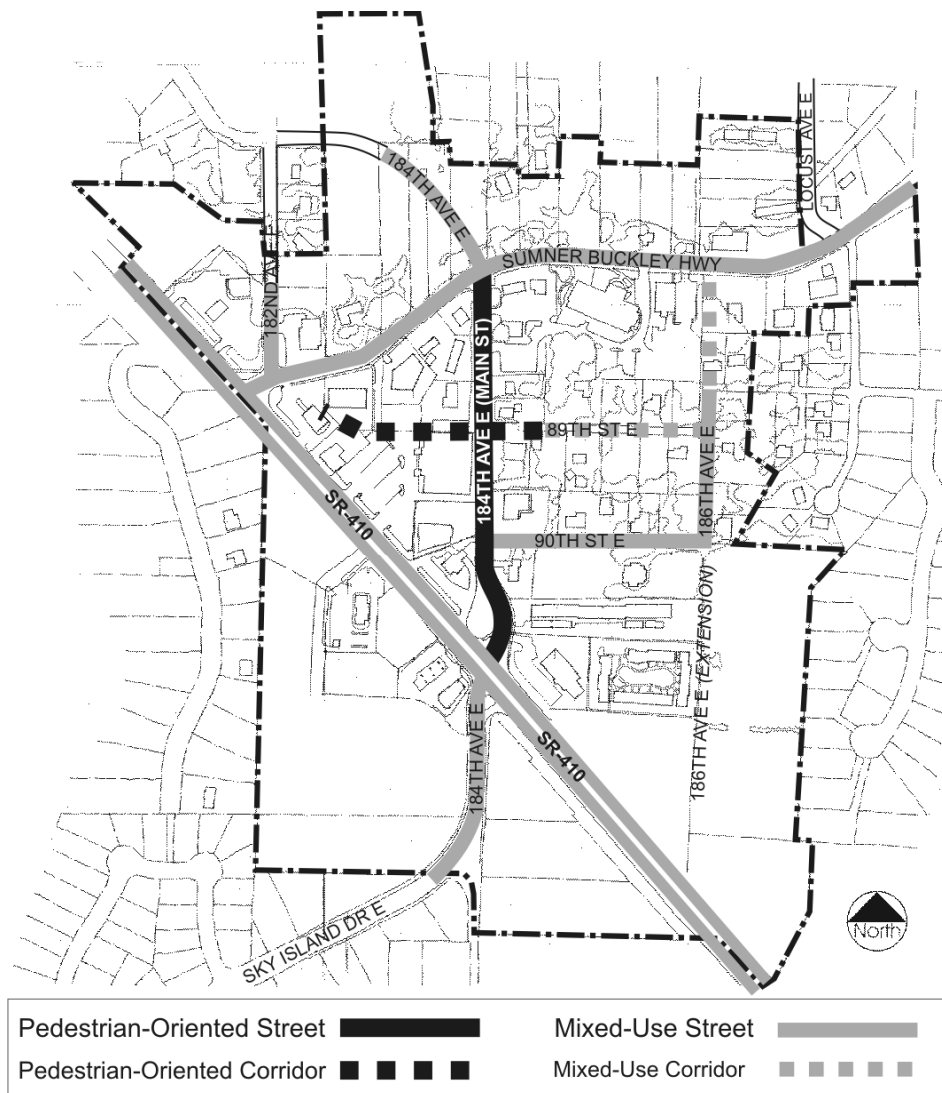 LOCUST AVE E
184TH AVE E
182ND AVE E
SUMNER BUCKLEY HWY
184TH AVE E (MAIN ST)
89TH ST E
186TH AVE E
SR-410
90TH ST E
186TH AVE E (EXTENSION)
184TH AVE E
SR-410
SKY ISLAND DR E
North
Pedestrian-Oriented Street
Mixed-Use Street
Pedestrian-Oriented Corridor
Mixed-Use Corridor